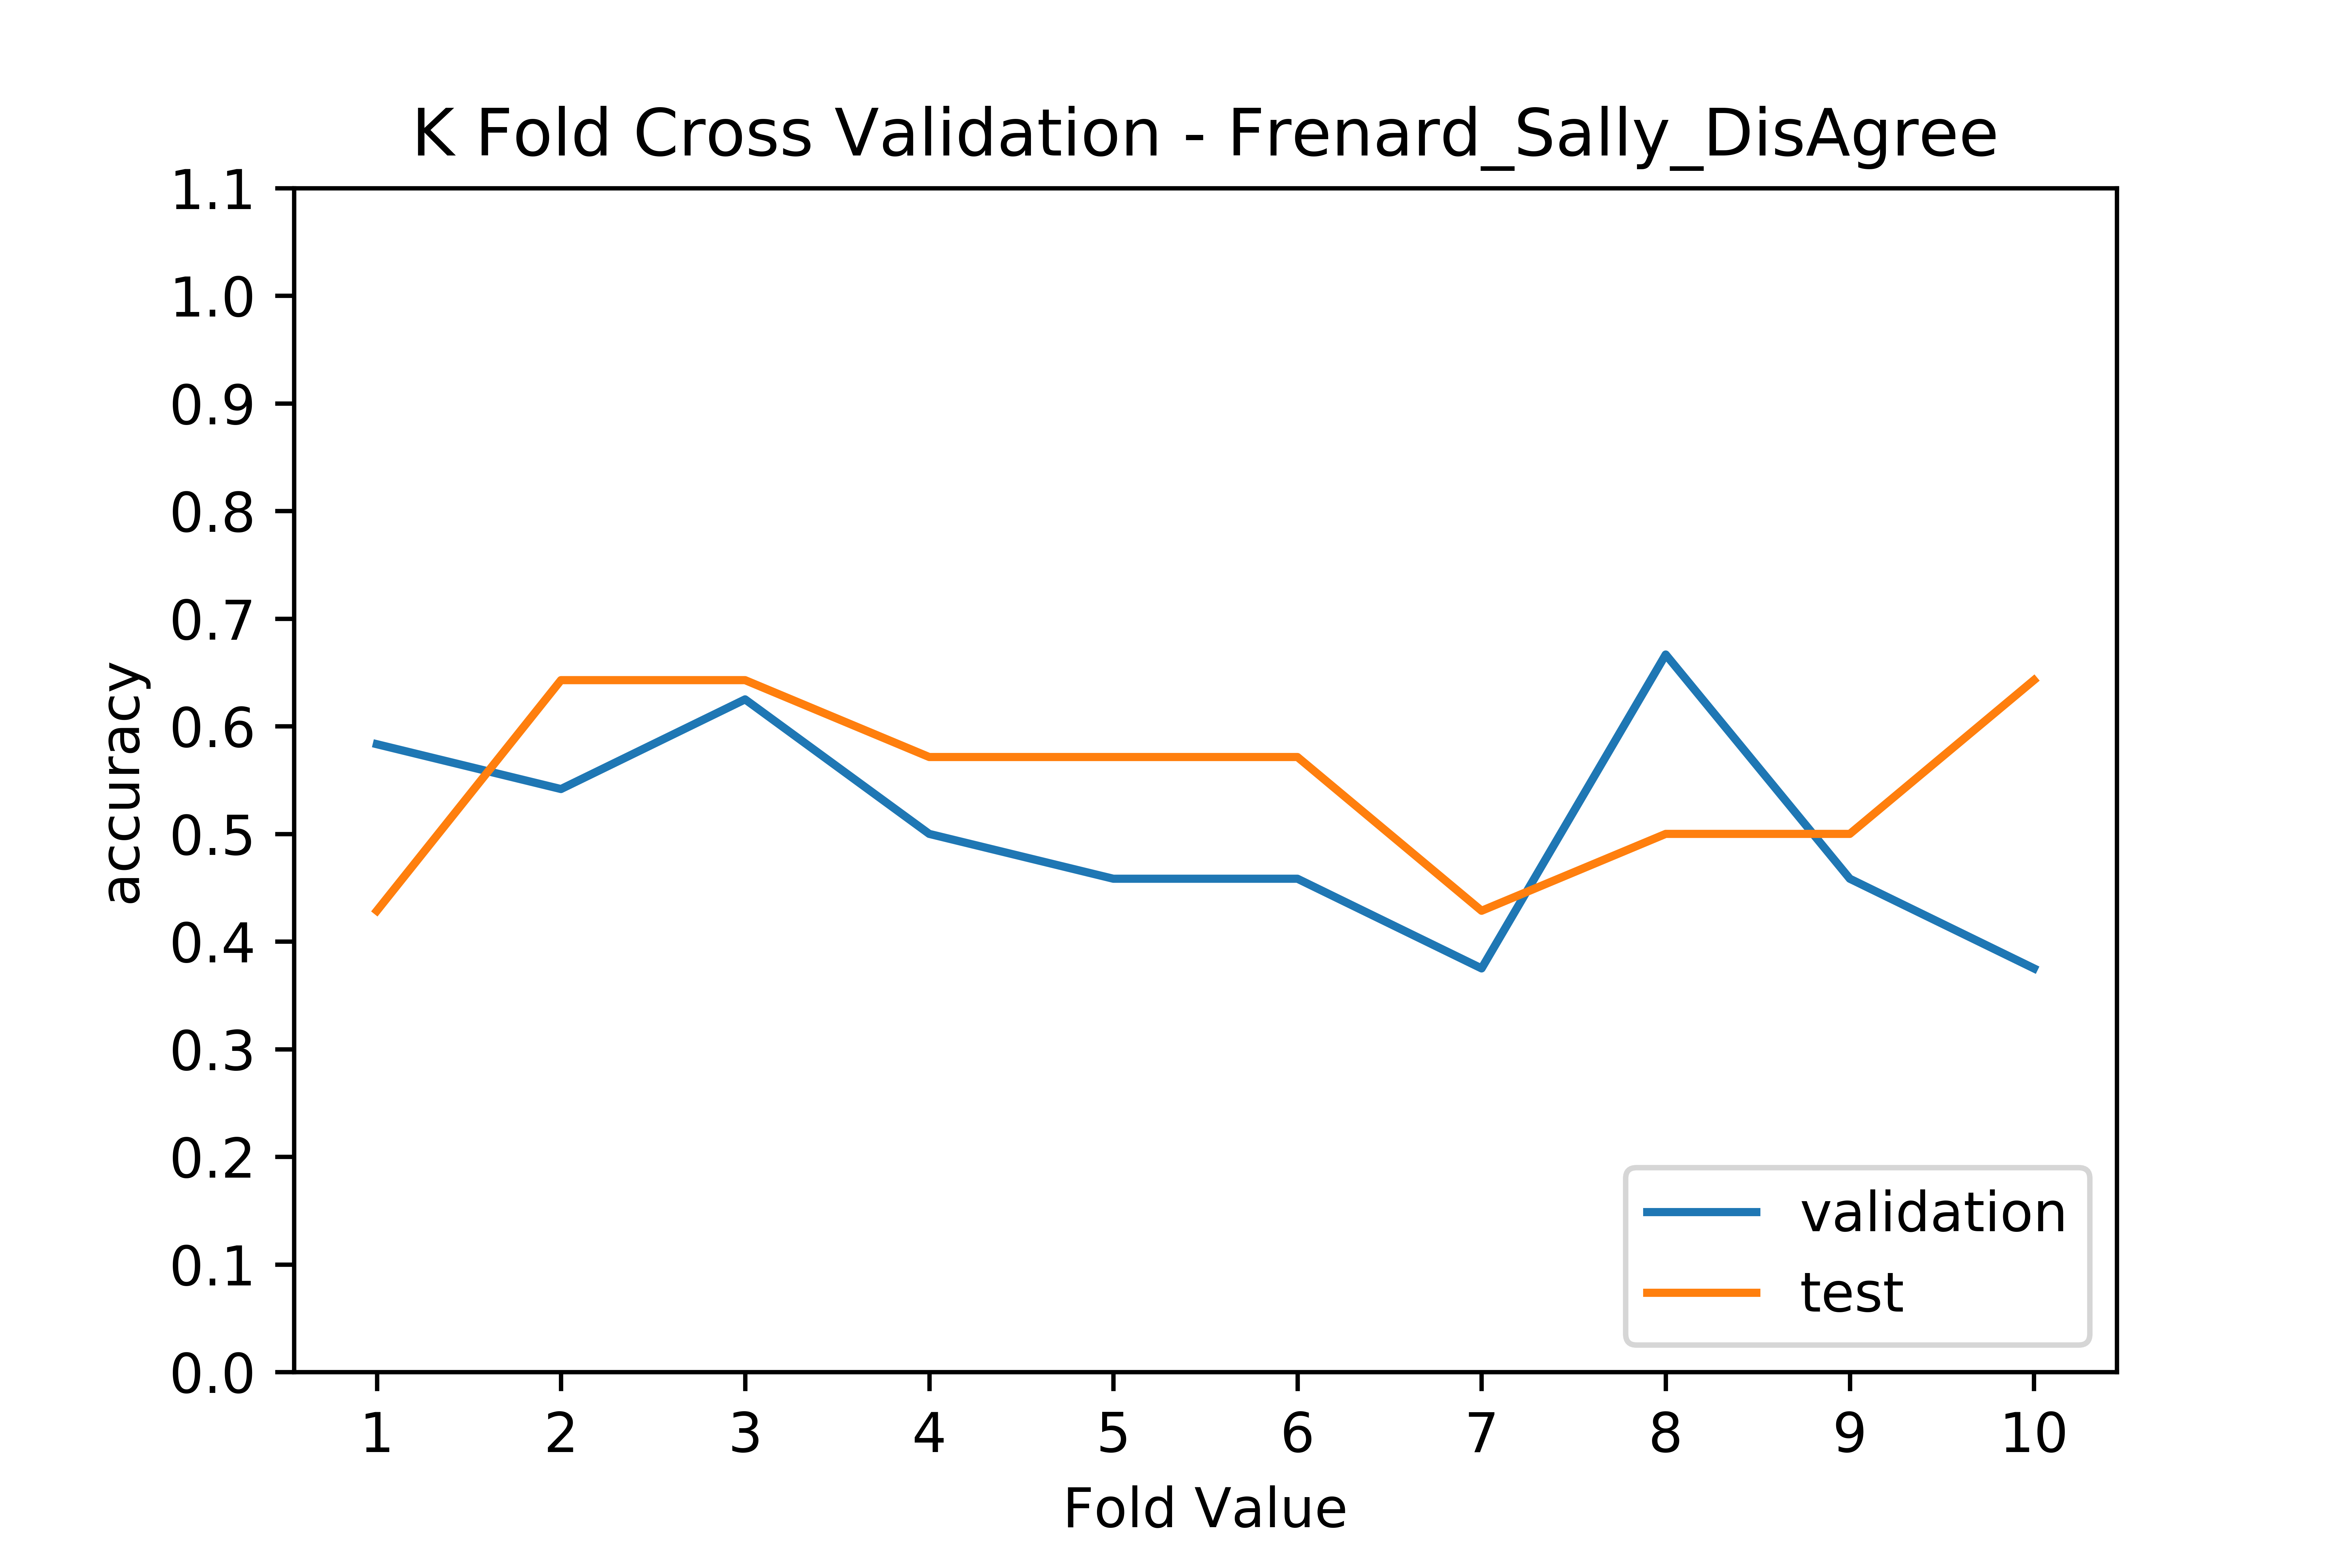 K Fold Cross Validation - Frenard_Sally_DisAgree
1.1
1.0
0.9
0.8
0.7
0.6
0.5
0.4
0.3
0.2
0.1
0.0
accuracy
validation
test
1 2 3 4 5 6 7 8 9 10
Fold Value